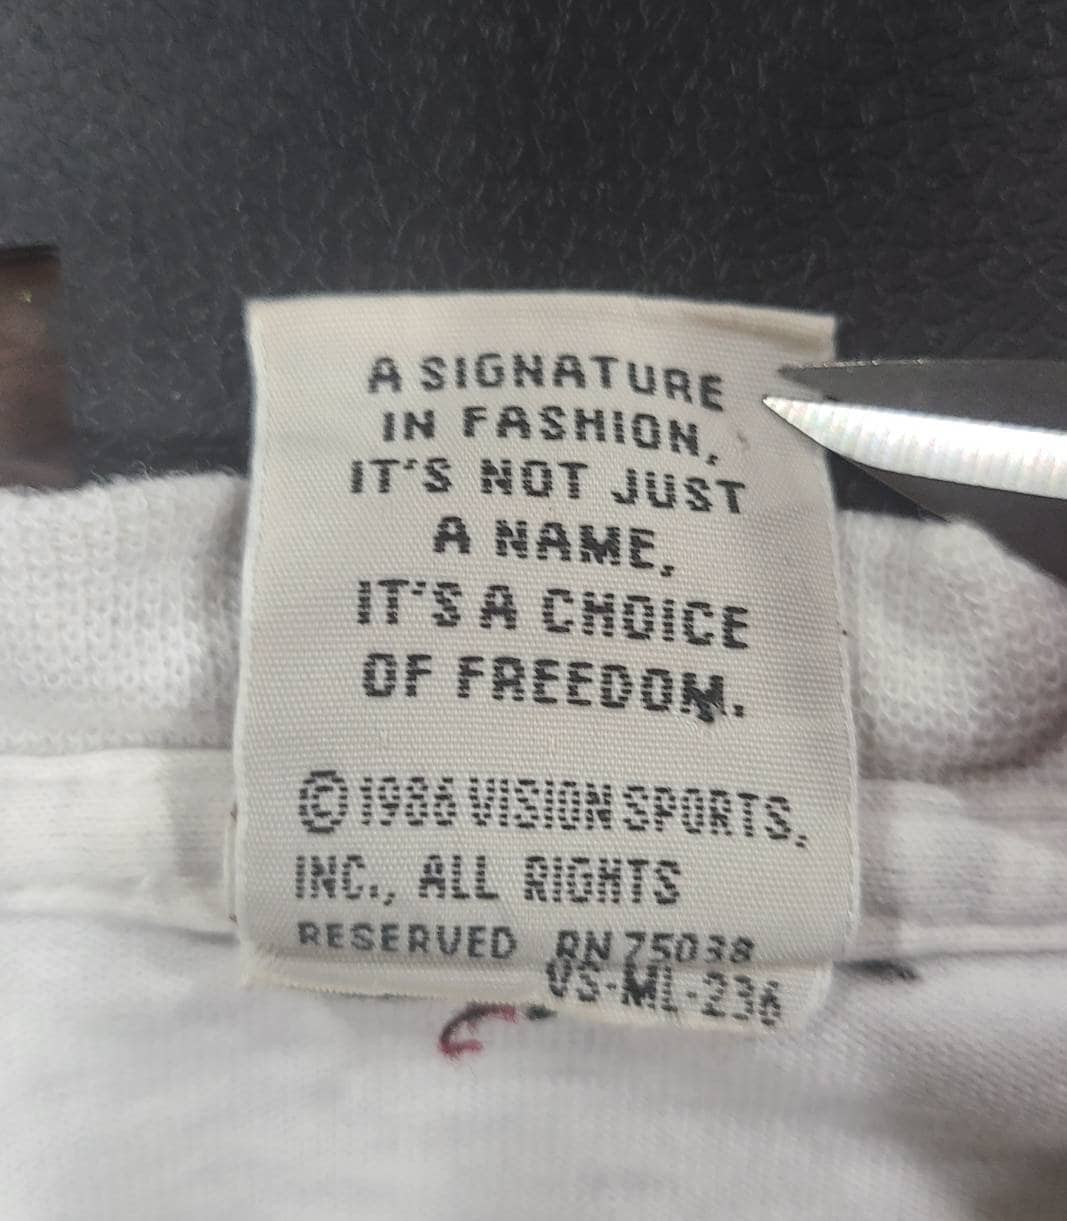 A SIGNATURE
IN FASHION,
IT'S NOT JUST
A NAME,
IT'S A CHOICE
OF FREEDOM.
©1986 VISION SPORTS,
INC., ALL RIGHTS
RESERVED RN 75038
VS-ML-236